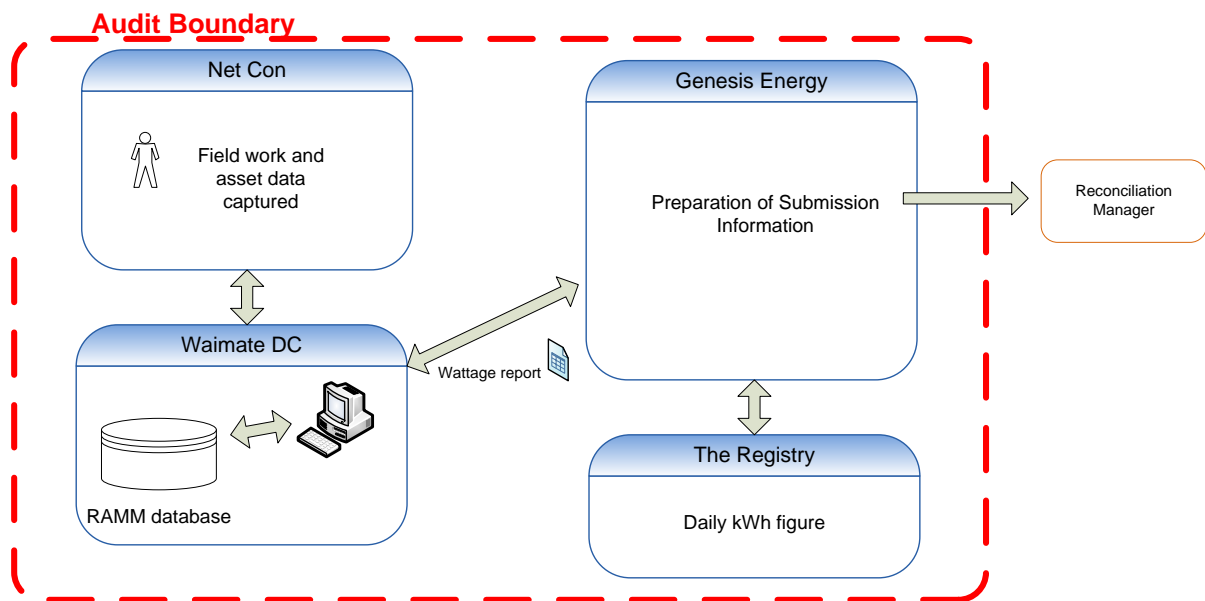 Audit Boundary
Net Con
Field work and
asset data
captured
Genesis Energy
Preparation of Submission
Information
Reconciliation
Manager
Waimate DC
RAMM database
Wattage report
The Registry
Daily kWh figure